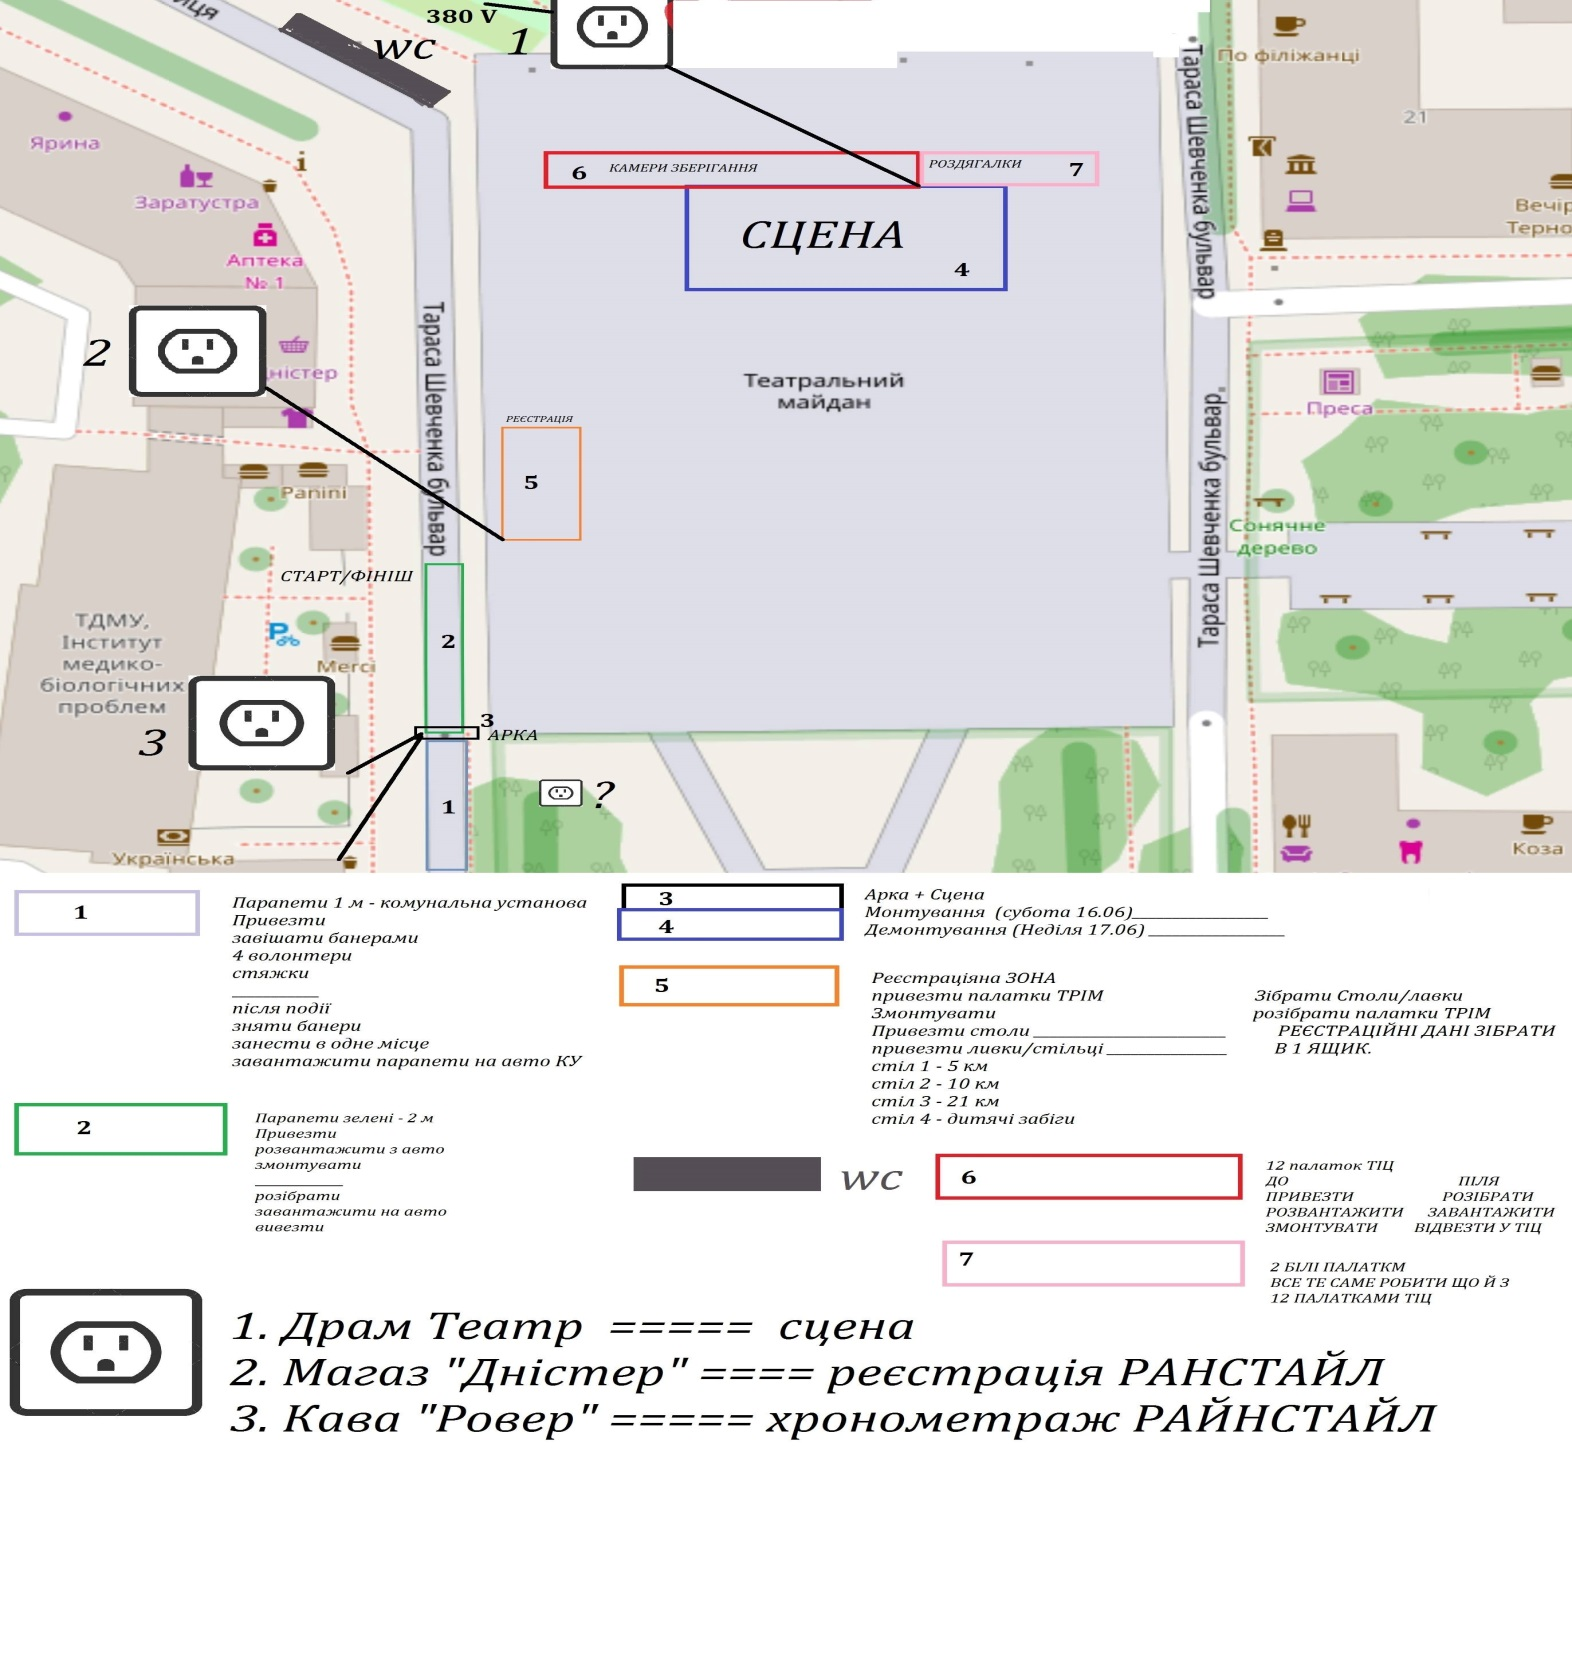 380 V
wc
1
По філіжанці
21
Ярина
Заратустра
Аптека
№ 1
6 КАМЕРИ ЗБЕРІГАННЯ
РОЗДЯГАЛКИ 7
СЦЕНА
4
Тараса Шевченка бульвар
2
Тараса Шевченка бульвар
Театральний
майдан
Преса
РЕЄСТРАЦІЯ
5
Panini
Тараса Шевченка бульвар
Сонячне
дерево
СТАРТ/ФІНІШ
2
ТДМУ,
Інститут
медико-
біологічних
проблем
P
Merci
3
3
АРКА
?
1
Українська
Коза
1
Парапети 1 м - комунальна установа
Привезти
завішати банерами
4 волонтери
стяжки
___________
після події
зняти банери
занести в одне місце
завантажити парапети на авто КУ
2
Парапети зелені - 2 м
Привезти
розвантажити з авто
змонтувати
____________
розібрати
завантажити на авто
вивезти
3
4
Арка + Сцена
Монтування (субота 16.06)_________________
Демонтування (Неділя 17.06) _________________
5
Реєстраціяна ЗОНА
привезти палатки ТРІМ
Змонтувати
Привезти столи ________________________
привезти ливки/стільці _______________
стіл 1 - 5 км
стіл 2 - 10 км
стіл 3 - 21 км
стіл 4 - дитячі забіги
Зібрати Столи/лавки
розібрати палатки ТРІМ
РЕЄСТРАЦІЙНІ ДАНІ ЗІБРАТИ
В 1 ЯЩИК.
wc
6
12 палаток ТІЦ
ДО ПІЛЯ
ПРИВЕЗТИ РОЗІБРАТИ
РОЗВАНТАЖИТИ ЗАВАНТАЖИТИ
ЗМОНТУВАТИ ВІДВЕЗТИ У ТІЦ
7
2 БІЛІ ПАЛАТКМ
ВСЕ ТЕ САМЕ РОБИТИ ЩО Й З
12 ПАЛАТКАМИ ТІЦ
1. Драм Театр ===== сцена
2. Магаз "Дністер" ==== реєстрація РАНСТАЙЛ
3. Кава "Ровер" ===== хронометраж РАЙНСТАЙЛ